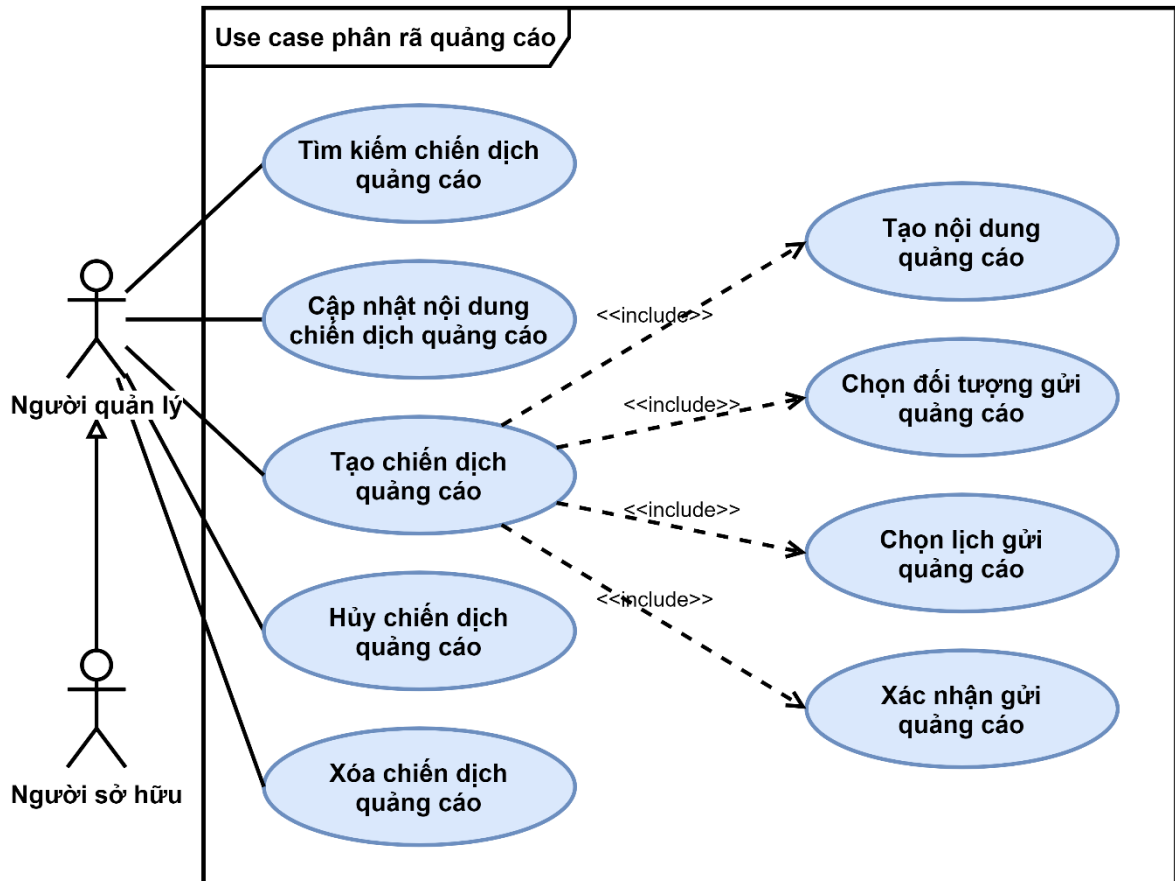 Use case phân rã quảng cáo
Tìm kiếm chiến dịch
quảng cáo
Cập nhật nội dung
chiến dịch quảng cáo
Tạo chiến dịch
quảng cáo
Hủy chiến dịch
quảng cáo
Xóa chiến dịch
quảng cáo
Người quản lý
Người sở hữu
<<include>>
<<include>>
<<include>>
<<include>>
Tạo nội dung
quảng cáo
Chọn đối tượng gửi
quảng cáo
Chọn lịch gửi
quảng cáo
Xác nhận gửi
quảng cáo